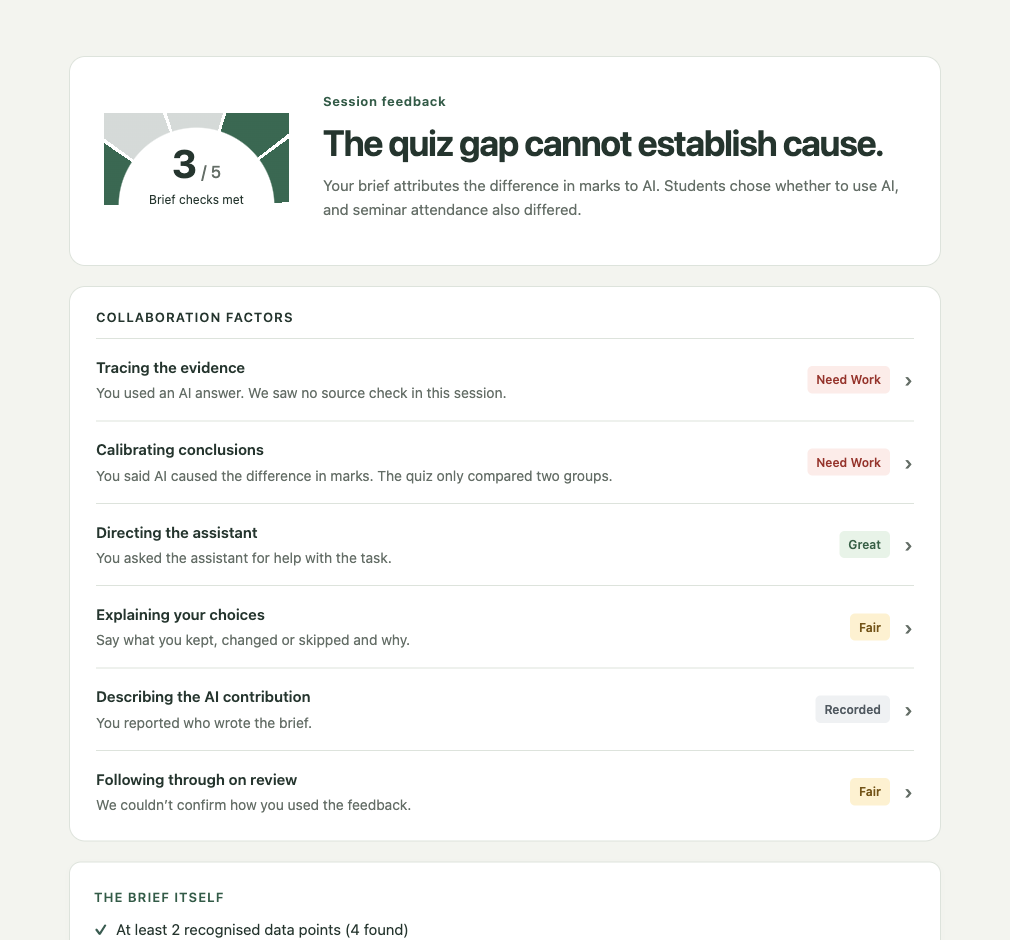 Session feedback
The quiz gap cannot establish cause.
Your brief attributes the difference in marks to AI. Students chose whether to use AI,
and seminar attendance also differed.
3 / 5
Brief checks met
COLLABORATION FACTORS
Tracing the evidence
You used an AI answer. We saw no source check in this session.
Need Work
Calibrating conclusions
You said AI caused the difference in marks. The quiz only compared two groups.
Need Work
Directing the assistant
You asked the assistant for help with the task.
Great
Explaining your choices
Say what you kept, changed or skipped and why.
Fair
Describing the AI contribution
You reported who wrote the brief.
Recorded
Following through on review
We couldn’t confirm how you used the feedback.
Fair
THE BRIEF ITSELF
✓ At least 2 recognised data points (4 found)